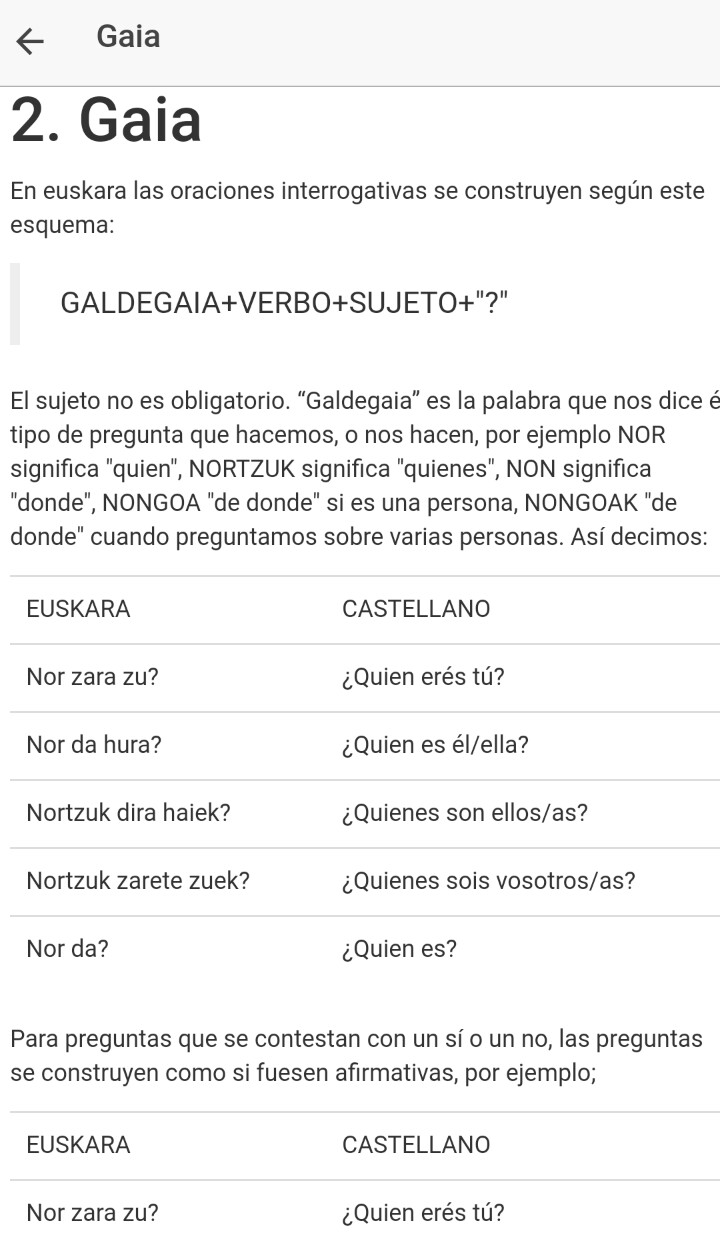 Gaia
2. Gaia
En euskara las oraciones interrogativas se construyen según este
esquema:
GALDEGAIA+VERBO+SUJETO+"?"
El sujeto no es obligatorio. “Galdegaia” es la palabra que nos dice é
tipo de pregunta que hacemos, o nos hacen, por ejemplo NOR
significa "quien", NORTZUK significa "quienes", NON significa
"donde", NONGOA "de donde" si es una persona, NONGOAK "de
donde" cuando preguntamos sobre varias personas. Así decimos:
EUSKARA CASTELLANO
Nor zara zu? ¿Quien erés tú?
Nor da hura? ¿Quien es él/ella?
Nortzuk dira haiek? ¿Quienes son ellos/as?
Nortzuk zarete zuek? ¿Quienes sois vosotros/as?
Nor da? ¿Quien es?
Para preguntas que se contestan con un sí o un no, las preguntas
se construyen como si fuesen afirmativas, por ejemplo;
EUSKARA CASTELLANO
Nor zara zu? ¿Quien erés tú?